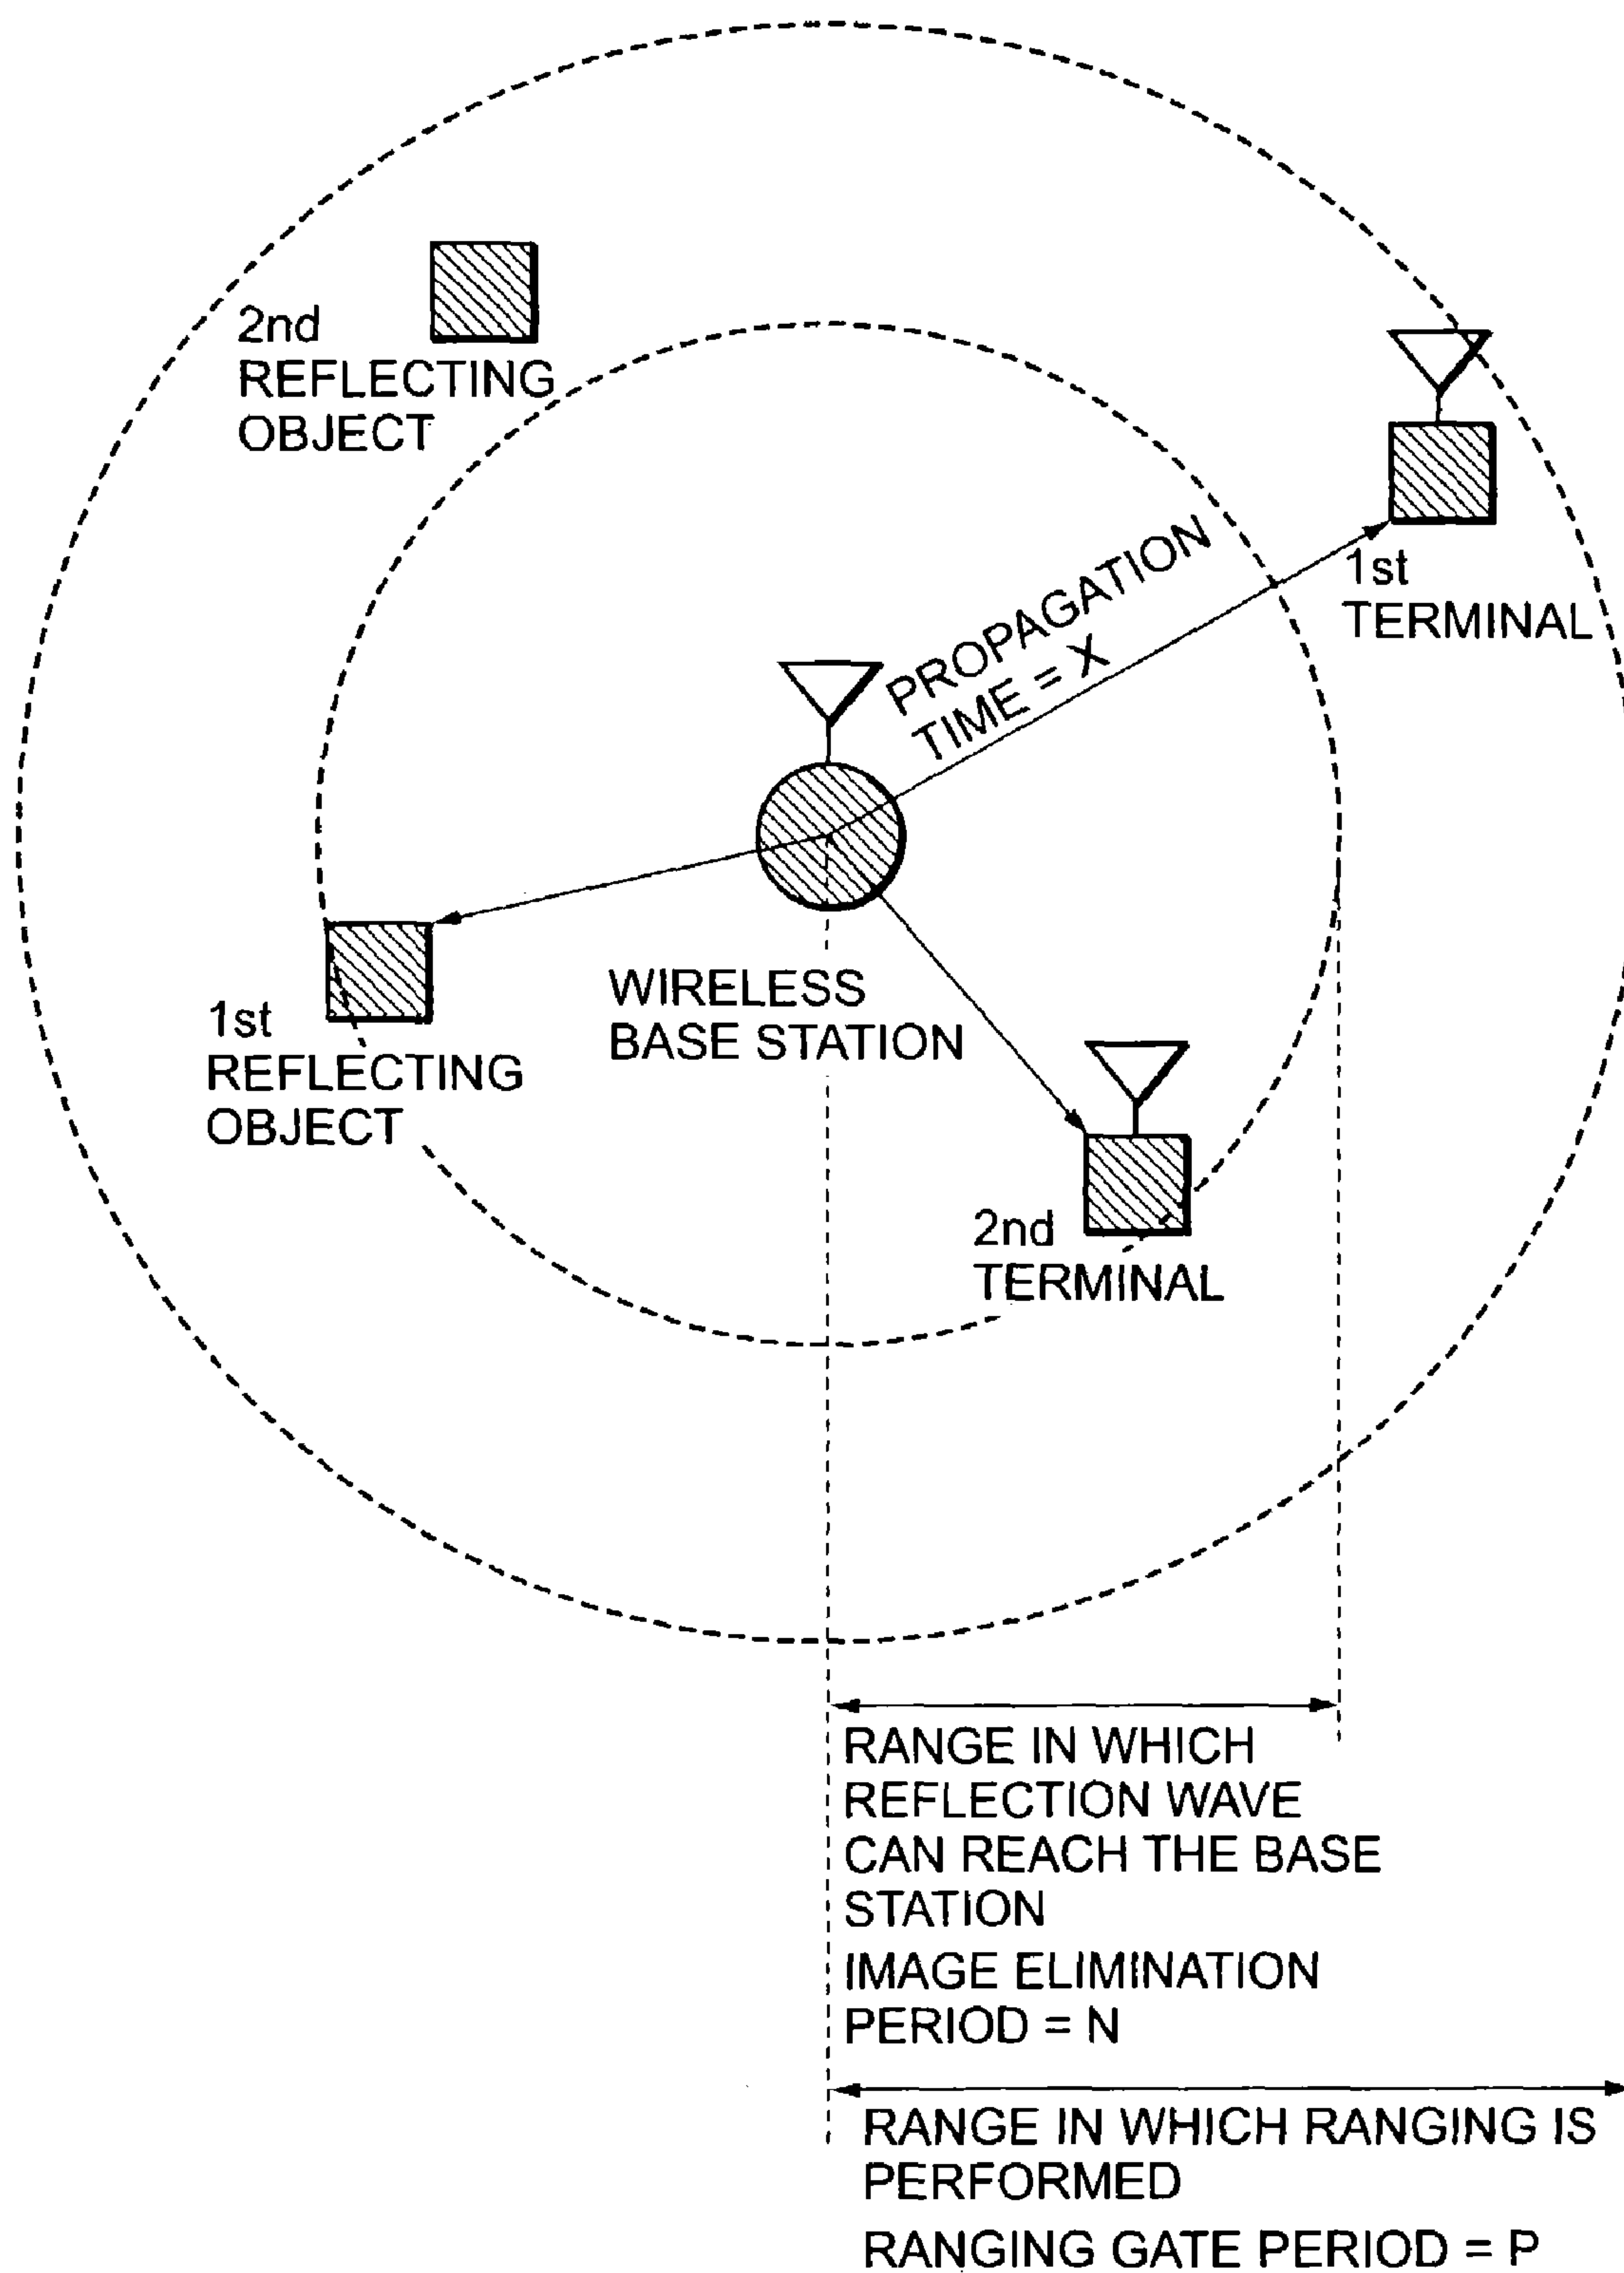 2nd
REFLECTING
OBJECT
1st
TERMINAL
PROPAGATION
TIME = X
WIRELESS
BASE STATION
1st
REFLECTING
OBJECT
2nd
TERMINAL
RANGE IN WHICH
REFLECTION WAVE
CAN REACH THE BASE
STATION
IMAGE ELIMINATION
PERIOD = N
RANGE IN WHICH RANGING IS
PERFORMED
RANGING GATE PERIOD = P